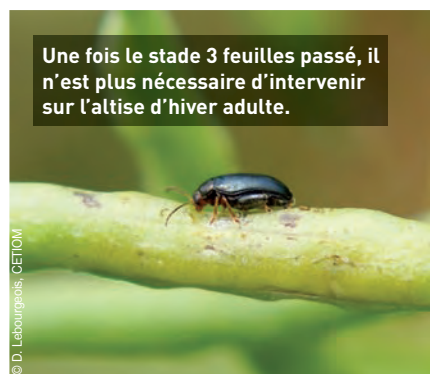 Une fois le stade 3 feuilles passé, il
n’est plus nécessaire d’intervenir
sur l’altise d’hiver adulte.
© D. Lebourgeois, CETIOM